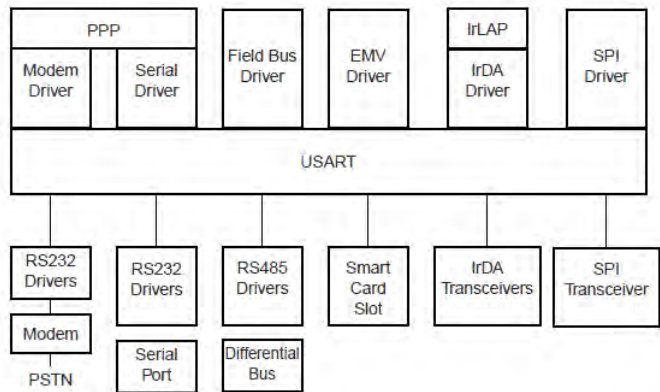 PPP
Modem
Driver
Serial
Driver
Field Bus
Driver
EMV
Driver
IrLAP
IrDA
Driver
SPI
Driver
USART
RS232
Drivers
Modem
PSTN
RS232
Drivers
Serial
Port
RS485
Drivers
Differential
Bus
Smart
Card
Slot
IrDA
Transceivers
SPI
Transceiver